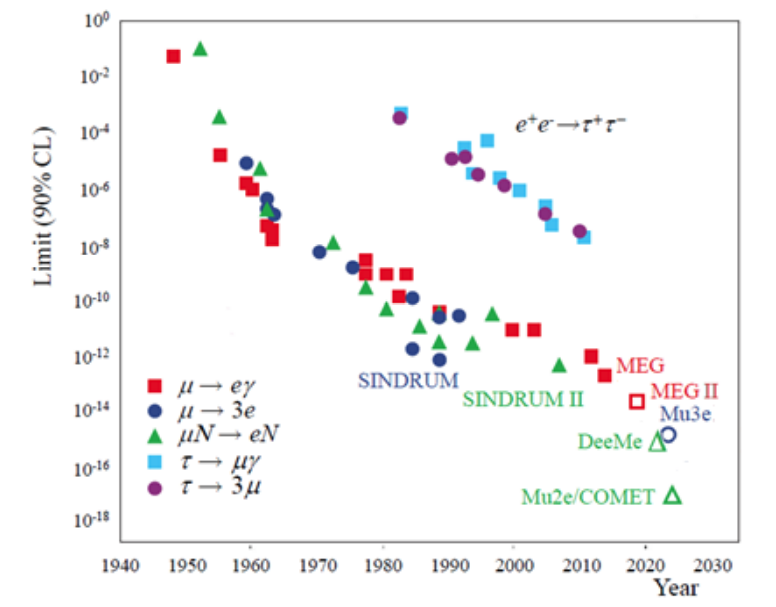 10⁰
10⁻²
10⁻⁴
10⁻⁶
10⁻⁸
10⁻¹⁰
10⁻¹²
10⁻¹⁴
10⁻¹⁶
10⁻¹⁸
Limit (90% CL)
e⁺e⁻→τ⁺τ⁻
MEG
SINDRUM
MEG II
SINDRUM II
Mu3e
DeeMe
Mu2e/COMET
μ → eγ
μ → 3e
μN → eN
τ → μγ
τ → 3μ
1940 1950 1960 1970 1980 1990 2000 2010 2020 2030
Year